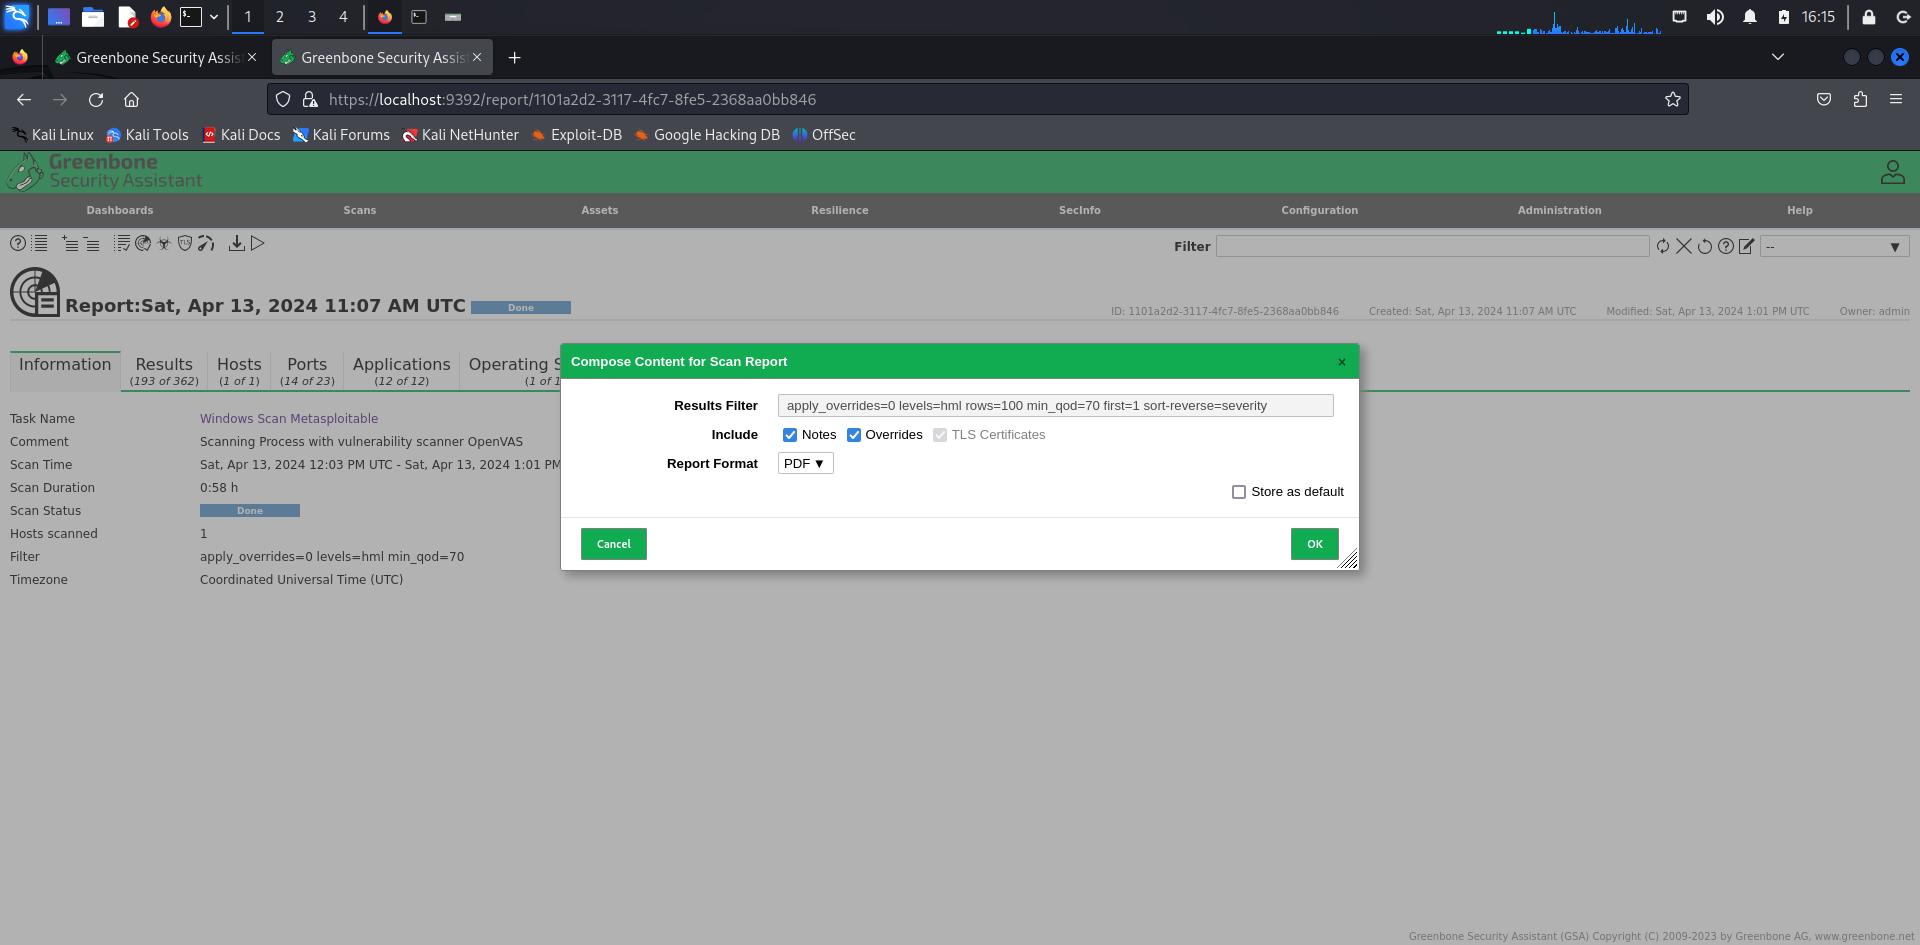 1 2 3 4 16:15
Greenbone Security Assis Greenbone Security Assis
https://localhost:9392/report/1101a2d2-3117-4fc7-8fe5-2368aa0bb846
Kali Linux Kali Tools Kali Docs Kali Forums Kali NetHunter Exploit-DB Google Hacking DB OffSec
Greenbone
Security Assistant
Dashboards Scans Assets Resilience SecInfo Configuration Administration Help
Filter --
Report:Sat, Apr 13, 2024 11:07 AM UTC Done ID: 1101a2d2-3117-4fc7-8fe5-2368aa0bb846 Created: Sat, Apr 13, 2024 11:07 AM UTC Modified: Sat, Apr 13, 2024 1:01 PM UTC Owner: admin
Information Results Hosts Ports Applications Operating S
(193 of 362) (1 of 1) (14 of 23) (12 of 12) (1 of 1
Task Name Windows Scan Metasploitable
Comment Scanning Process with vulnerability scanner OpenVAS
Scan Time Sat, Apr 13, 2024 12:03 PM UTC - Sat, Apr 13, 2024 1:01 PM
Scan Duration 0:58 h
Scan Status Done
Hosts scanned 1
Filter apply_overrides=0 levels=hml min_qod=70
Timezone Coordinated Universal Time (UTC)
Compose Content for Scan Report ×
Results Filter apply_overrides=0 levels=hml rows=100 min_qod=70 first=1 sort-reverse=severity
Include Notes Overrides TLS Certificates
Report Format PDF ▼
Store as default
Cancel OK
Greenbone Security Assistant (GSA) Copyright (C) 2009-2023 by Greenbone AG, www.greenbone.net